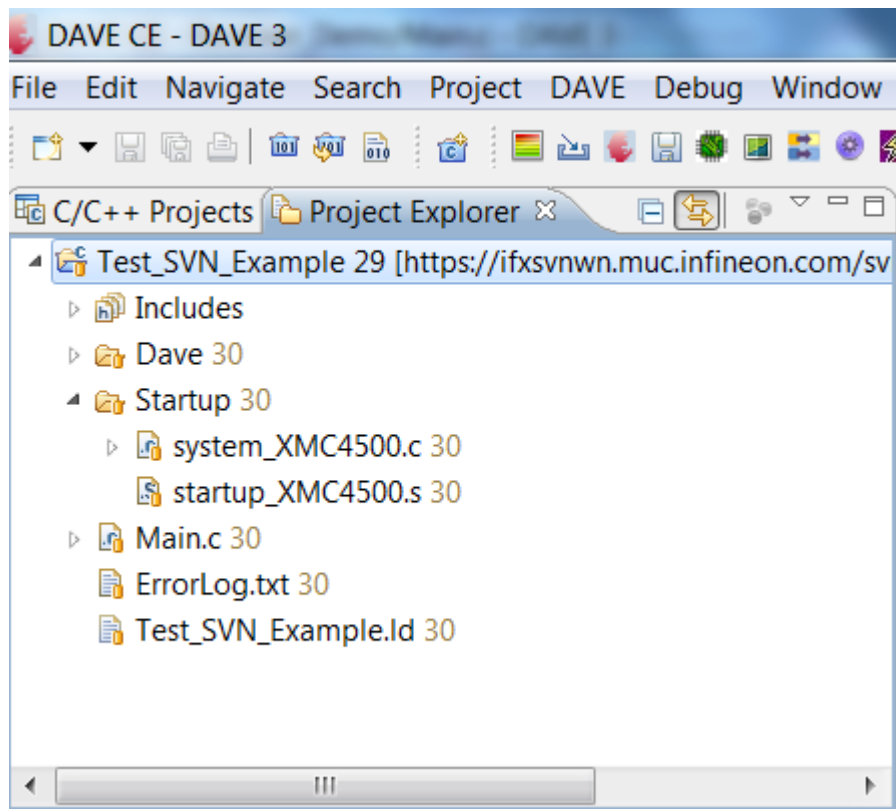 DAVE CE - DAVE 3
File Edit Navigate Search Project DAVE Debug Window
C/C++ Projects Project Explorer
Test_SVN_Example 29 [https://ifxsvnwn.muc.infineon.com/sv
Includes
Dave 30
Startup 30
system_XMC4500.c 30
startup_XMC4500.s 30
Main.c 30
ErrorLog.txt 30
Test_SVN_Example.ld 30